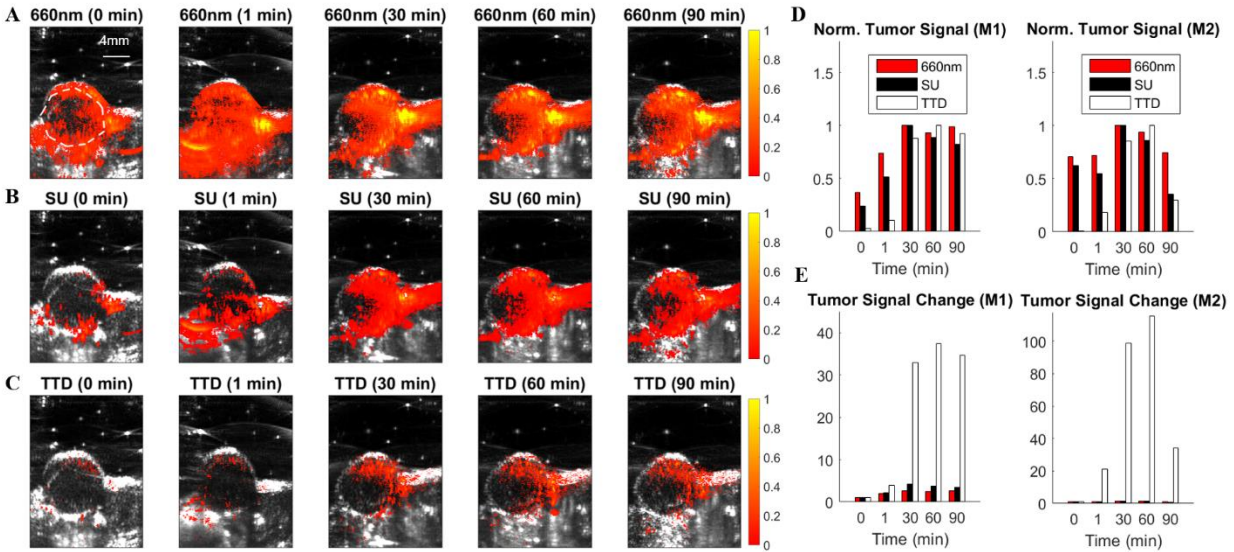 A
660nm (0 min) 660nm (1 min) 660nm (30 min) 660nm (60 min) 660nm (90 min)
4mm
1
0.8
0.6
0.4
0.2
0
B
SU (0 min) SU (1 min) SU (30 min) SU (60 min) SU (90 min)
1
0.8
0.6
0.4
0.2
0
C
TTD (0 min) TTD (1 min) TTD (30 min) TTD (60 min) TTD (90 min)
1
0.8
0.6
0.4
0.2
0
D
Norm. Tumor Signal (M1)
1.5
1
0.5
0
660nm
SU
TTD
0 1 30 60 90
Time (min)
Norm. Tumor Signal (M2)
1.5
1
0.5
0
660nm
SU
TTD
0 1 30 60 90
Time (min)
E
Tumor Signal Change (M1)
40
30
20
10
0
0 1 30 60 90
Time (min)
Tumor Signal Change (M2)
100
80
60
40
20
0
0 1 30 60 90
Time (min)